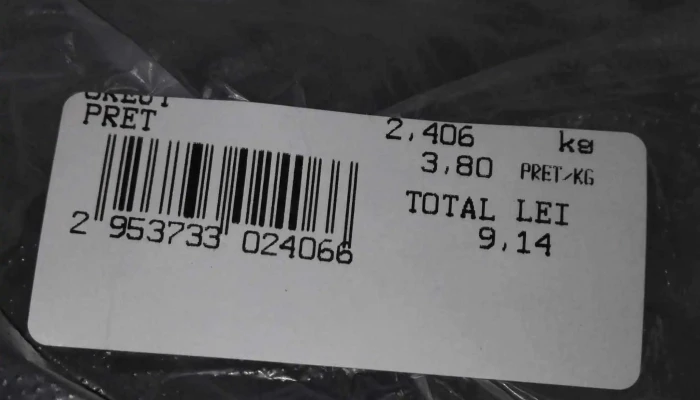 PRET
2,406 kg
3,80 PRET/KG
TOTAL LEI
9,14
2 953733 024066